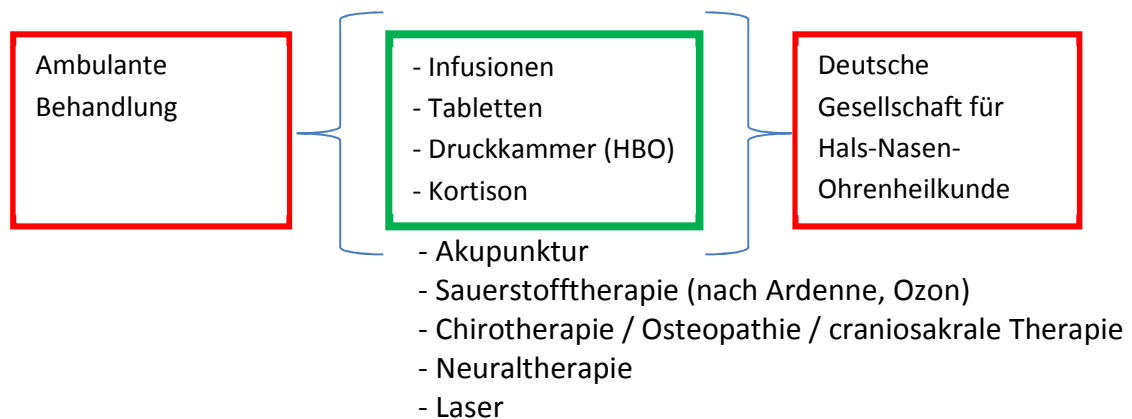 Ambulante
Behandlung
- Infusionen
- Tabletten
- Druckkammer (HBO)
- Kortison
Deutsche
Gesellschaft für
Hals-Nasen-
Ohrenheilkunde
- Akupunktur
- Sauerstofftherapie (nach Ardenne, Ozon)
- Chirotherapie / Osteopathie / craniosakrale Therapie
- Neuraltherapie
- Laser